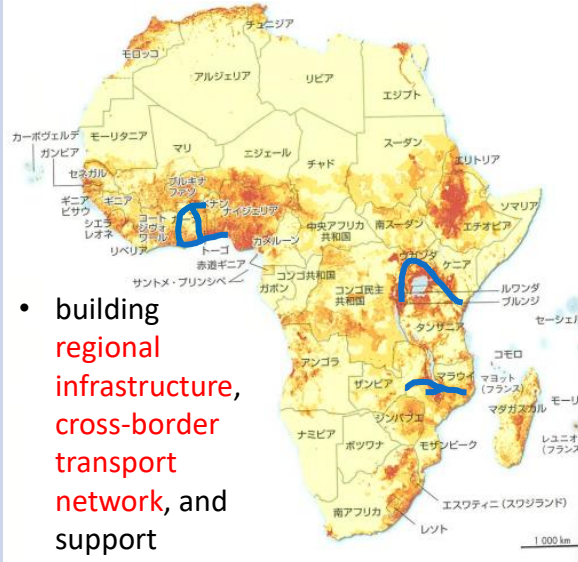 チュニジア
モロッコ
アルジェリア
リビア
エジプト
カーボヴェルデ
モーリタニア
ガンビア
マリ
エジェール
チャド
スーダン
エリトリア
セネガル
ブルキナ
ファソ
ギニア
ビサウ
ギニア
ナイジェリア
ソマリア
シエラ
レオネ
コート
ジヴォ
ワール
中央アフリカ
共和国
南スーダン
エチオピア
リベリア
トーゴ
カメルーン
赤道ギニア
ウガンダ
ケニア
サントメ・プリンシペ
コンゴ共和国
ガボン
コンゴ民主
共和国
ルワンダ
ブルンジ
• building
regional
infrastructure,
cross-border
transport
network, and
support
タンザニア
セーシェル
コモロ
アンゴラ
ザンビア
マラウイ
マヨット
(フランス)
マダガスカル
モーリ
ジンバブエ
ナミビア
ボツワナ
モザンビーク
レユニオ
(フランス
エスワティニ (スワジランド)
南アフリカ
レソト
1 000 km